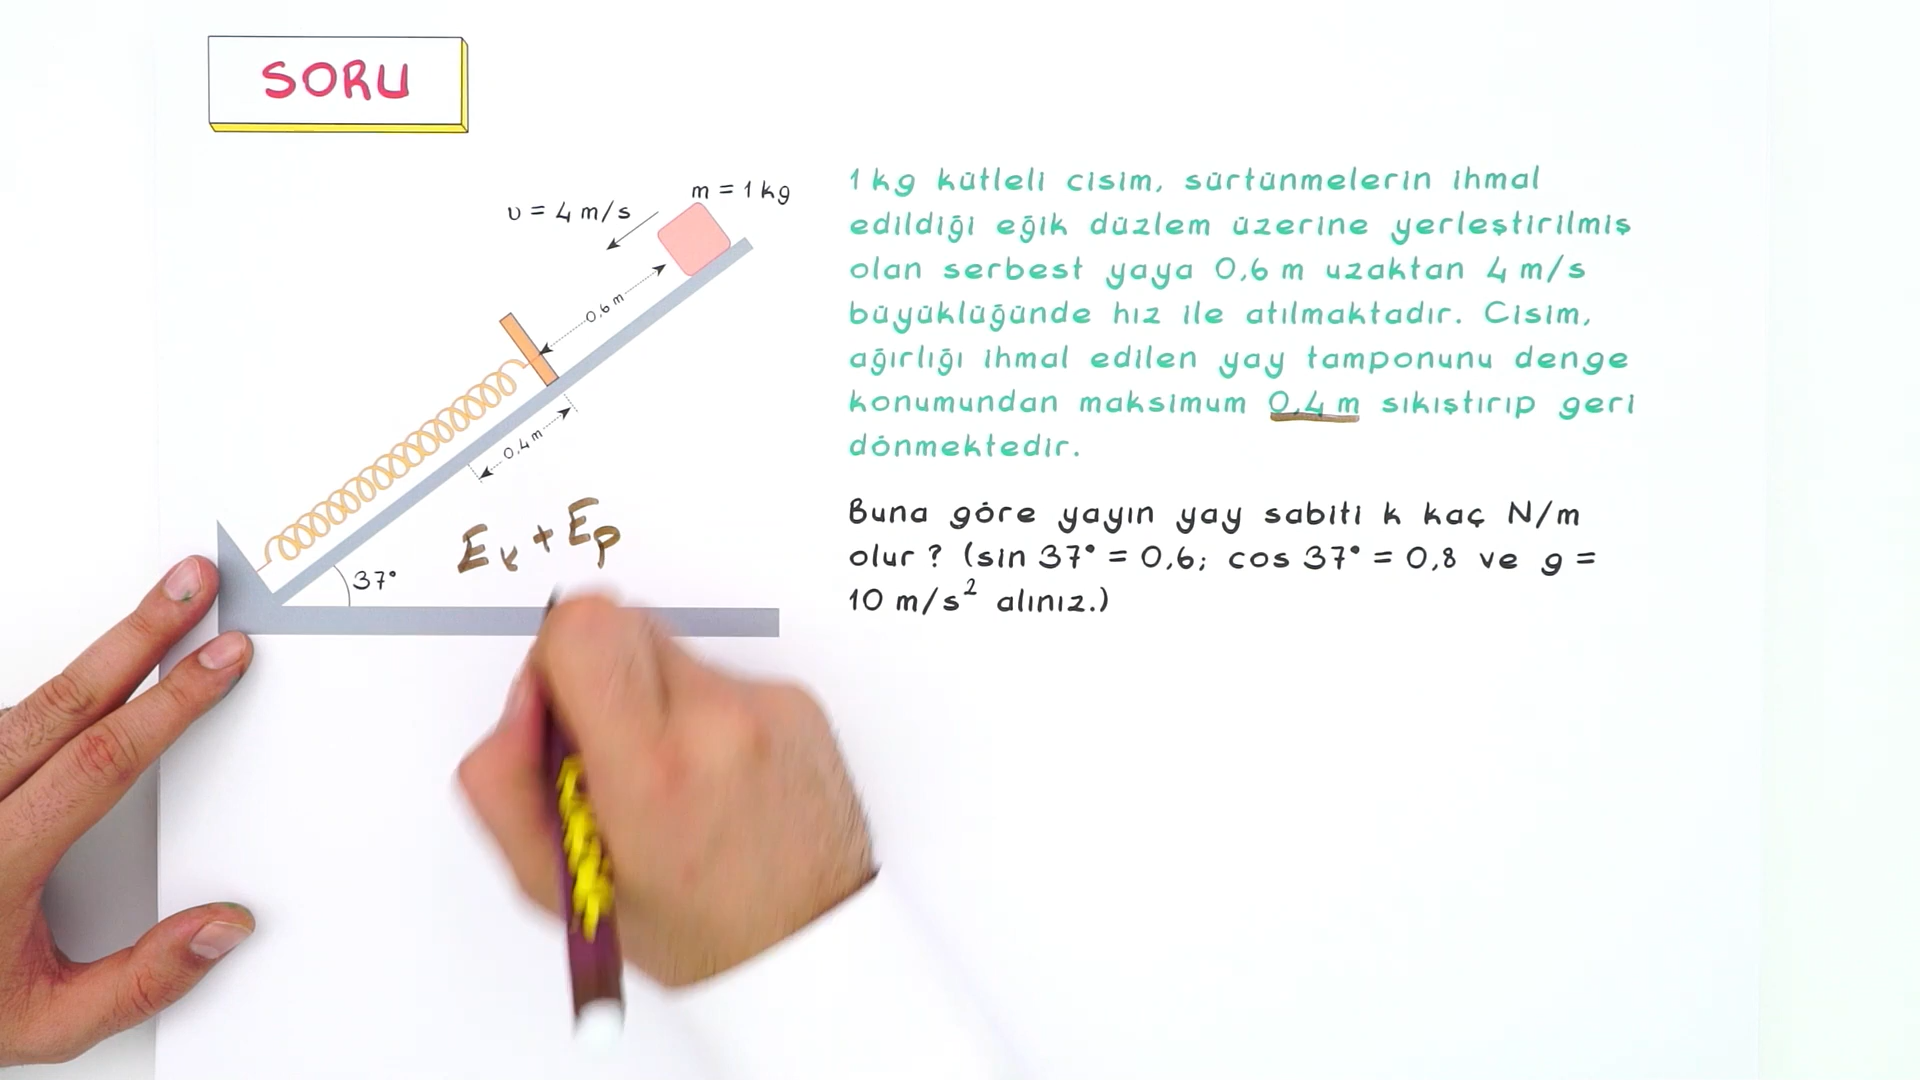 SORU
m = 1 kg
υ = 4 m/s
0,6 m
0,4 m
37°
E_k + E_p
1 kg kütleli cisim, sürtünmelerin ihmal
edildiği eğik düzlem üzerine yerleştirilmiş
olan serbest yaya 0,6 m uzaktan 4 m/s
büyüklüğünde hız ile atılmaktadır. Cisim,
ağırlığı ihmal edilen yay tamponunu denge
konumundan maksimum 0,4 m sıkıştırıp geri
dönmektedir.
Buna göre yayın yay sabiti k kaç N/m
olur ? (sin 37° = 0,6; cos 37° = 0,8 ve g =
10 m/s² alınız.)